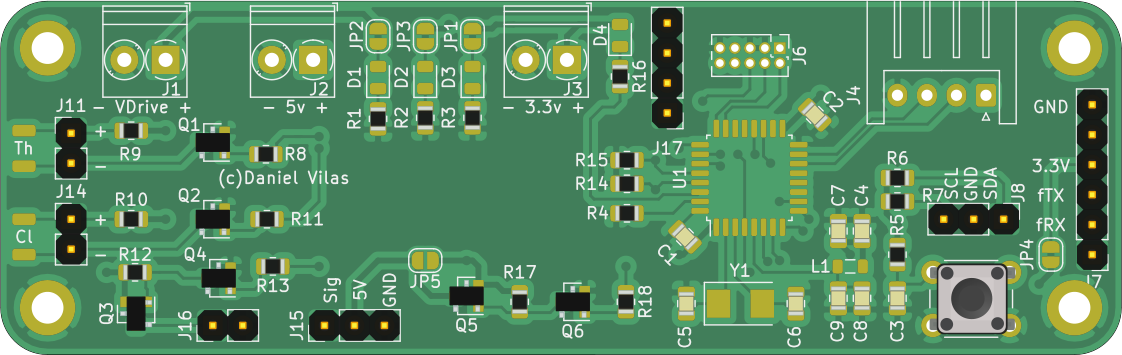 JP2
JP3
JP1
D4
J6
J1
J2
J3
R16
D1
D2
D3
C2
J4
J11
- VDrive +
- 5v +
- 3.3v +
GND
R1
R2
R3
Q1
+
Th
R9
R8
J17
R15
U1
R6
3.3V
-
(c)Daniel Vilas
R14
SCL
GND
SDA
J14
R7
J8
fTX
R10
Q2
R4
C7
C4
+
R11
R5
fRX
Cl
-
R12
Q4
C1
L1
JP4
R13
JP5
Y1
J7
Sig
5V
GND
R17
R18
Q3
J16
J15
Q5
Q6
C5
C6
C9
C8
C3